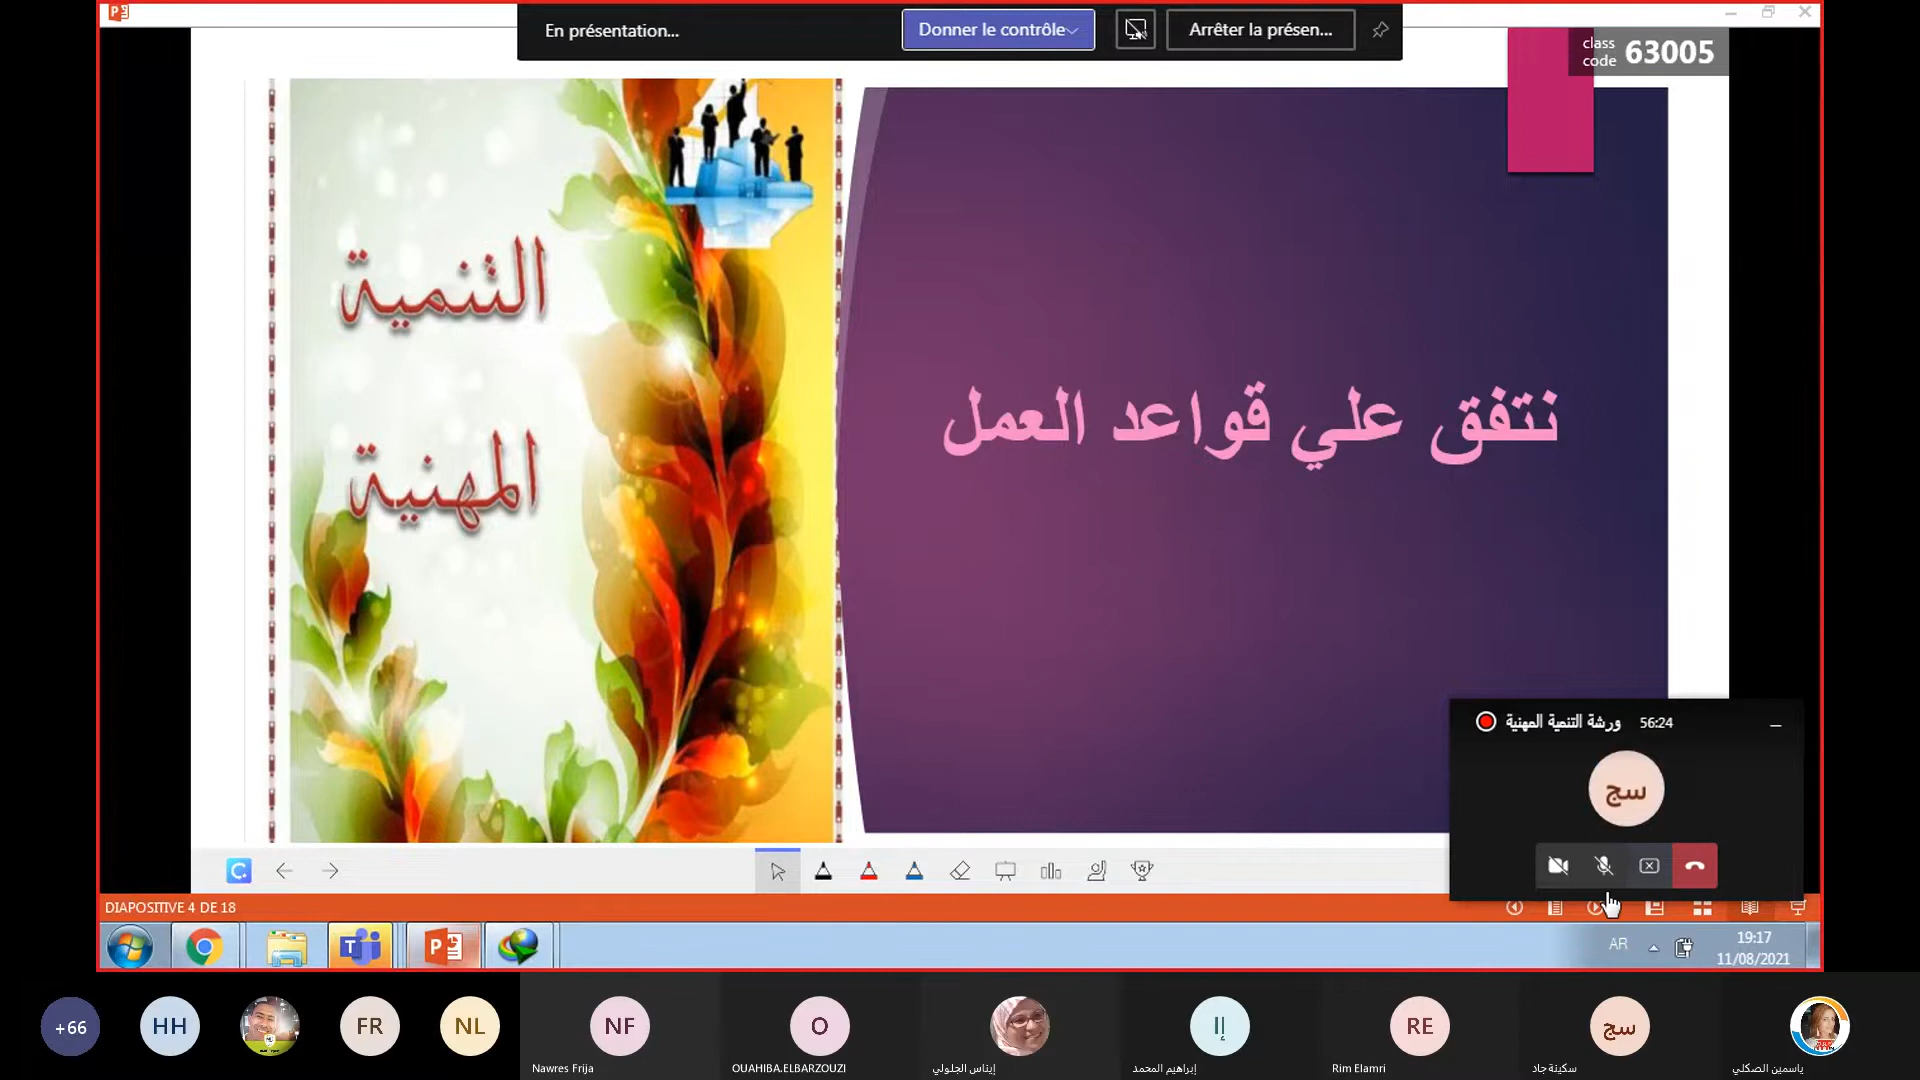 En présentation...
Donner le contrôle
Arrêter la présen...
class
code 63005
التنمية
المهنية
نتفق علي قواعد العمل
ورشة التنمية المهنية 56:24
سج
DIAPOSITIVE 4 DE 18
AR
19:17
11/08/2021
+66
HH
FR
NL
NF
O
إا
RE
سج
Nawres Frija
OUAHIBA.ELBARZOUZI
إيناس الجلولي
إبراهيم المحمد
Rim Elamri
سكينة جاد
ياسمين الصكلي